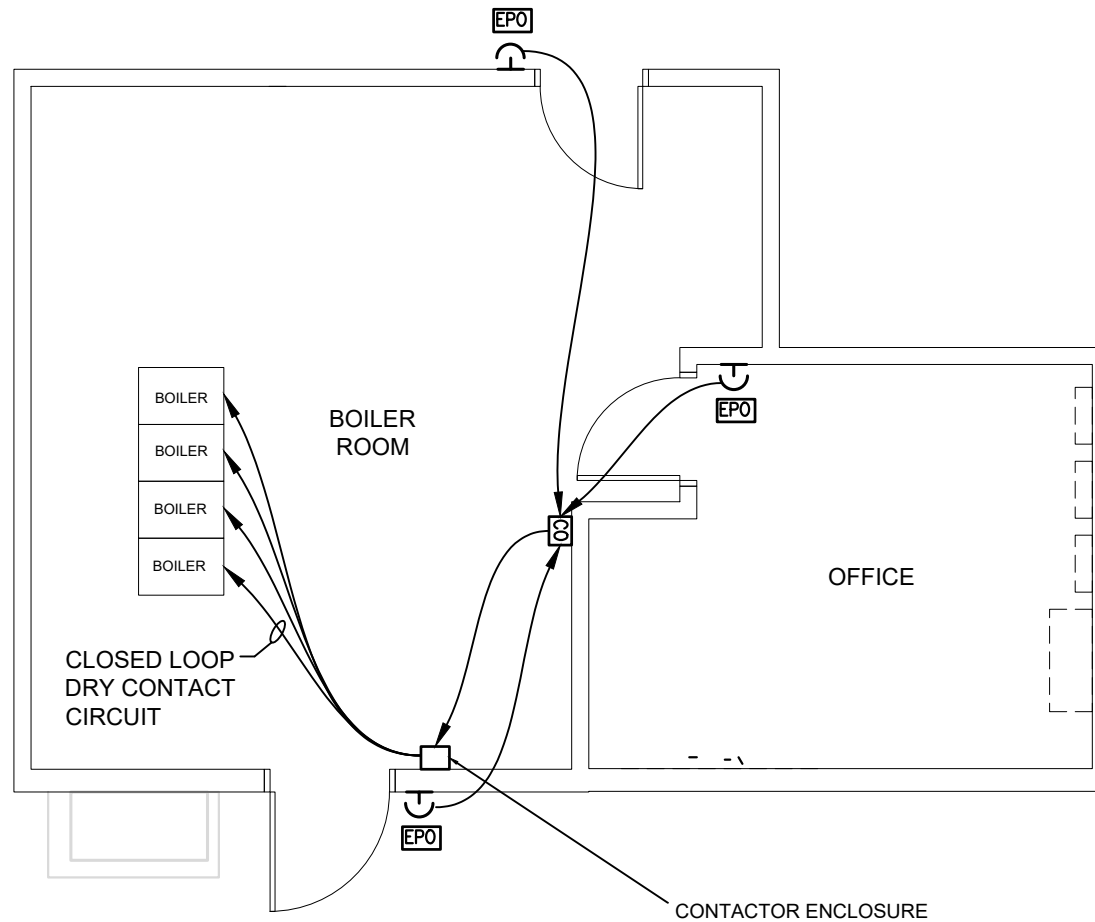 EPO
BOILER
BOILER
BOILER
BOILER
BOILER
ROOM
EPO
CO
OFFICE
CLOSED LOOP
DRY CONTACT
CIRCUIT
EPO
CONTACTOR ENCLOSURE